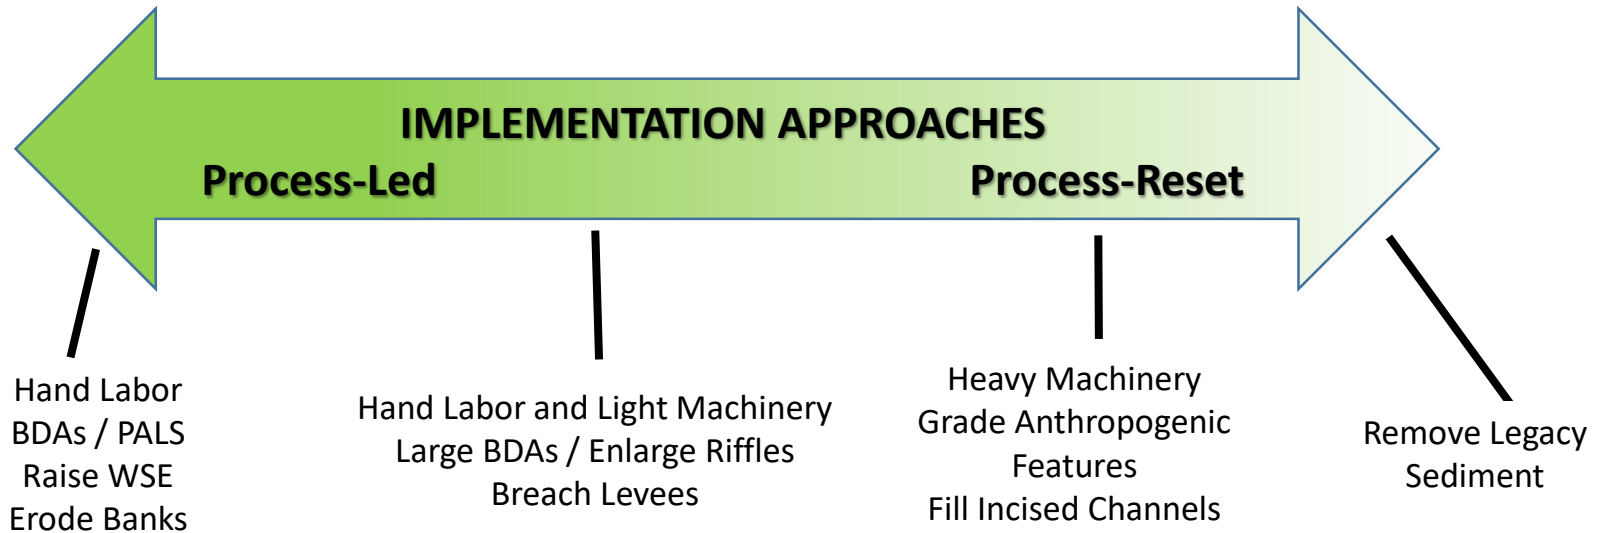 IMPLEMENTATION APPROACHES
Process-Led
Process-Reset
Hand Labor
BDAs / PALS
Raise WSE
Erode Banks
Hand Labor and Light Machinery
Large BDAs / Enlarge Riffles
Breach Levees
Heavy Machinery
Grade Anthropogenic
Features
Fill Incised Channels
Remove Legacy
Sediment